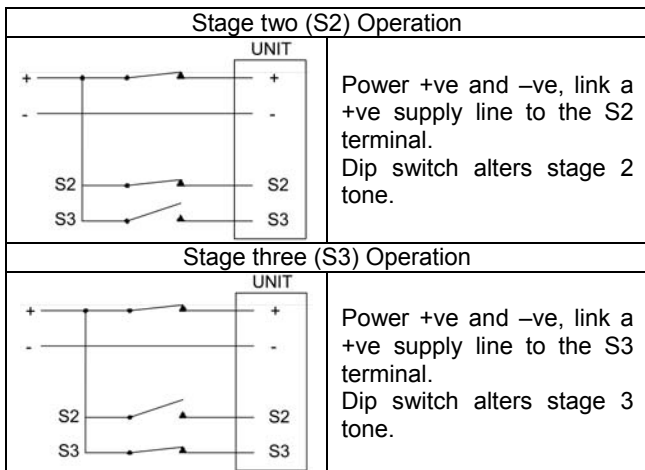 Stage two (S2) Operation
UNIT
+ +
- -
S2 S2
S3 S3
Power +ve and –ve, link a
+ve supply line to the S2
terminal.
Dip switch alters stage 2
tone.
Stage three (S3) Operation
UNIT
+ +
- -
S2 S2
S3 S3
Power +ve and –ve, link a
+ve supply line to the S3
terminal.
Dip switch alters stage 3
tone.